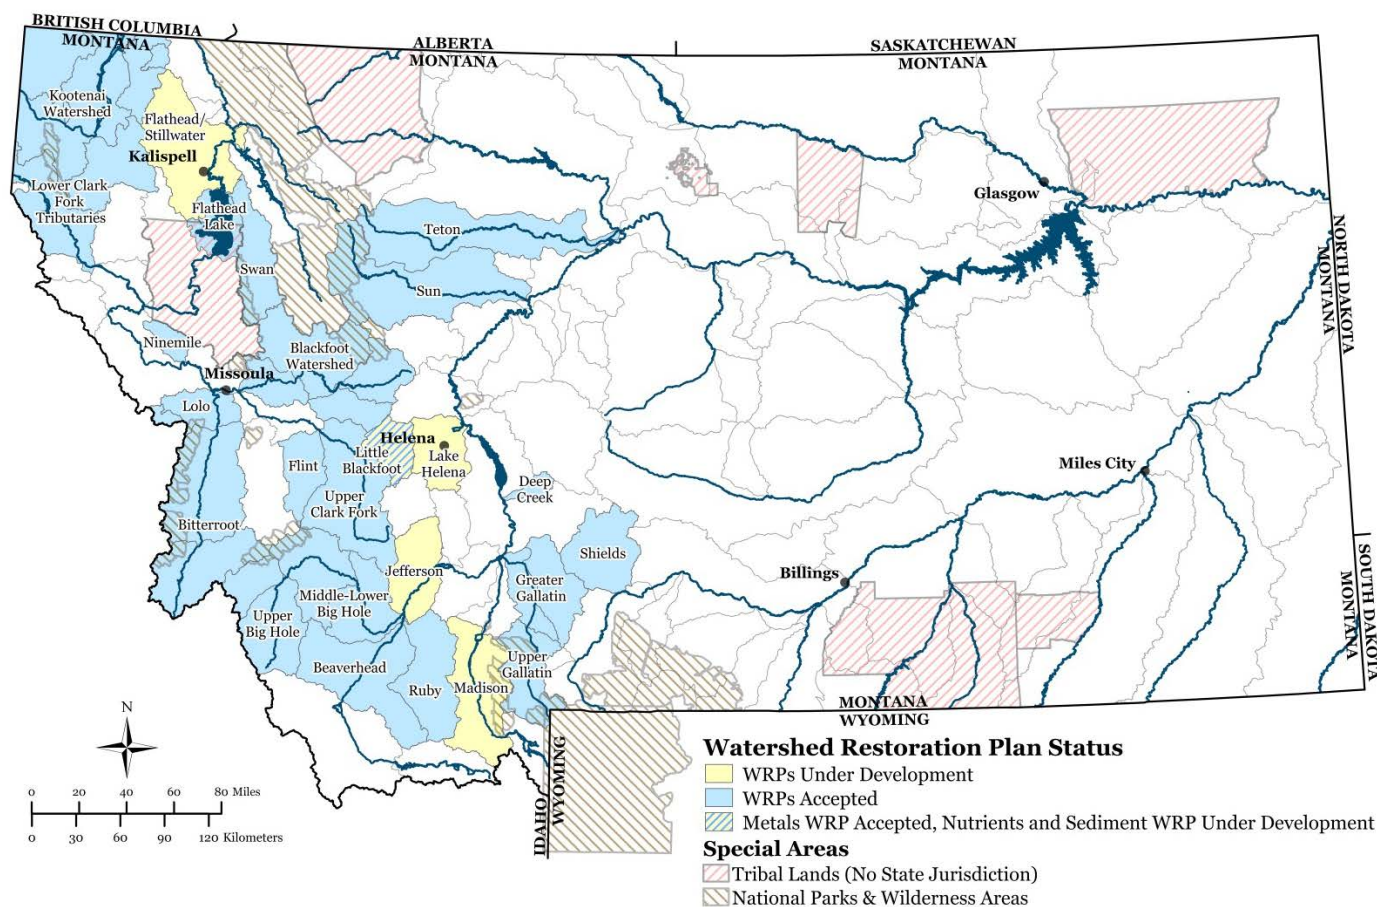 BRITISH COLUMBIA
MONTANA
ALBERTA
MONTANA
SASKATCHEWAN
MONTANA
Kootenai
Watershed
Flathead/
Stillwater
Kalispell
Lower Clark
Fork
Tributaries
Flathead
Lake
Swan
Teton
Sun
Glasgow
NORTH DAKOTA
MONTANA
Ninemile
Blackfoot
Watershed
Missoula
Lolo
Helena
Little
Blackfoot
Lake
Helena
Flint
Upper
Clark Fork
Bitterroot
Deep
Creek
Miles City
Shields
Jefferson
Greater
Gallatin
Billings
SOUTH DAKOTA
MONTANA
Middle-Lower
Big Hole
Upper
Big Hole
Beaverhead
Ruby
Madison
Upper
Gallatin
MONTANA
WYOMING
IDAHO
WYOMING
N
0 20 40 60 80 Miles
0 30 60 90 120 Kilometers
Watershed Restoration Plan Status
WRPs Under Development
WRPs Accepted
Metals WRP Accepted, Nutrients and Sediment WRP Under Development
Special Areas
Tribal Lands (No State Jurisdiction)
National Parks & Wilderness Areas